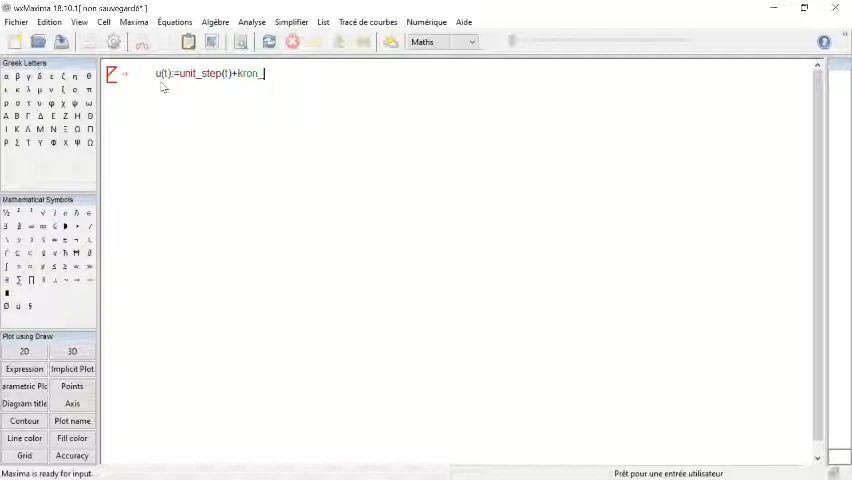 wxMaxima 18.10.1[ non sauvegardé* ]
Fichier Edition View Cell Maxima Équations Algèbre Analyse Simplifier List Tracé de courbes Numérique Aide
Maths
Greek Letters
α β γ δ ε ζ η θ
ι κ λ μ ν ξ ο π
ρ σ τ υ φ χ ψ ω
Α Β Γ Δ Ε Ζ Η Θ
Ι Κ Λ Μ Ν Ξ Ο Π
Ρ Σ Τ Υ Φ Χ Ψ Ω
u(t):=unit_step(t)+kron_
Mathematical Symbols
Plot using Draw
2D 3D
Expression Implicit Plot
arametric Plo Points
Diagram title Axis
Contour Plot name
Line color Fill color
Grid Accuracy
Maxima is ready for input. Prêt pour une entrée utilisateur